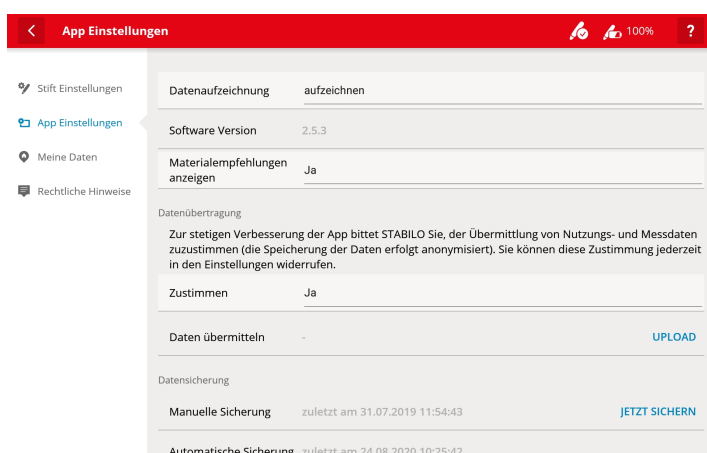 App Einstellungen
100%
?
Stift Einstellungen
App Einstellungen
Meine Daten
Rechtliche Hinweise
Datenaufzeichnung aufzeichnen
Software Version 2.5.3
Materialempfehlungen
anzeigen Ja
Datenübertragung
Zur stetigen Verbesserung der App bittet STABILO Sie, der Übermittlung von Nutzungs- und Messdaten
zuzustimmen (die Speicherung der Daten erfolgt anonymisiert). Sie können diese Zustimmung jederzeit
in den Einstellungen widerrufen.
Zustimmen Ja
Daten übermitteln - UPLOAD
Datensicherung
Manuelle Sicherung zuletzt am 31.07.2019 11:54:43 JETZT SICHERN
Automatische Sicherung zuletzt am 24.08.2020 10:25:42